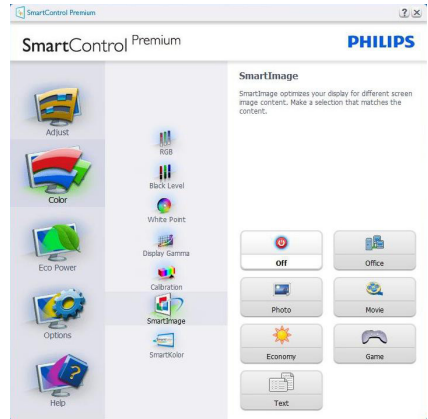 SmartControl Premium
SmartControl Premium
PHILIPS
Adjust
Color
Eco Power
Options
Help
RGB
Black Level
White Point
Display Gamma
Calibration
SmartImage
SmartKolor
SmartImage
SmartImage optimizes your display for different screen
image content. Make a selection that matches the
content.
Off
Office
Photo
Movie
Economy
Game
Text